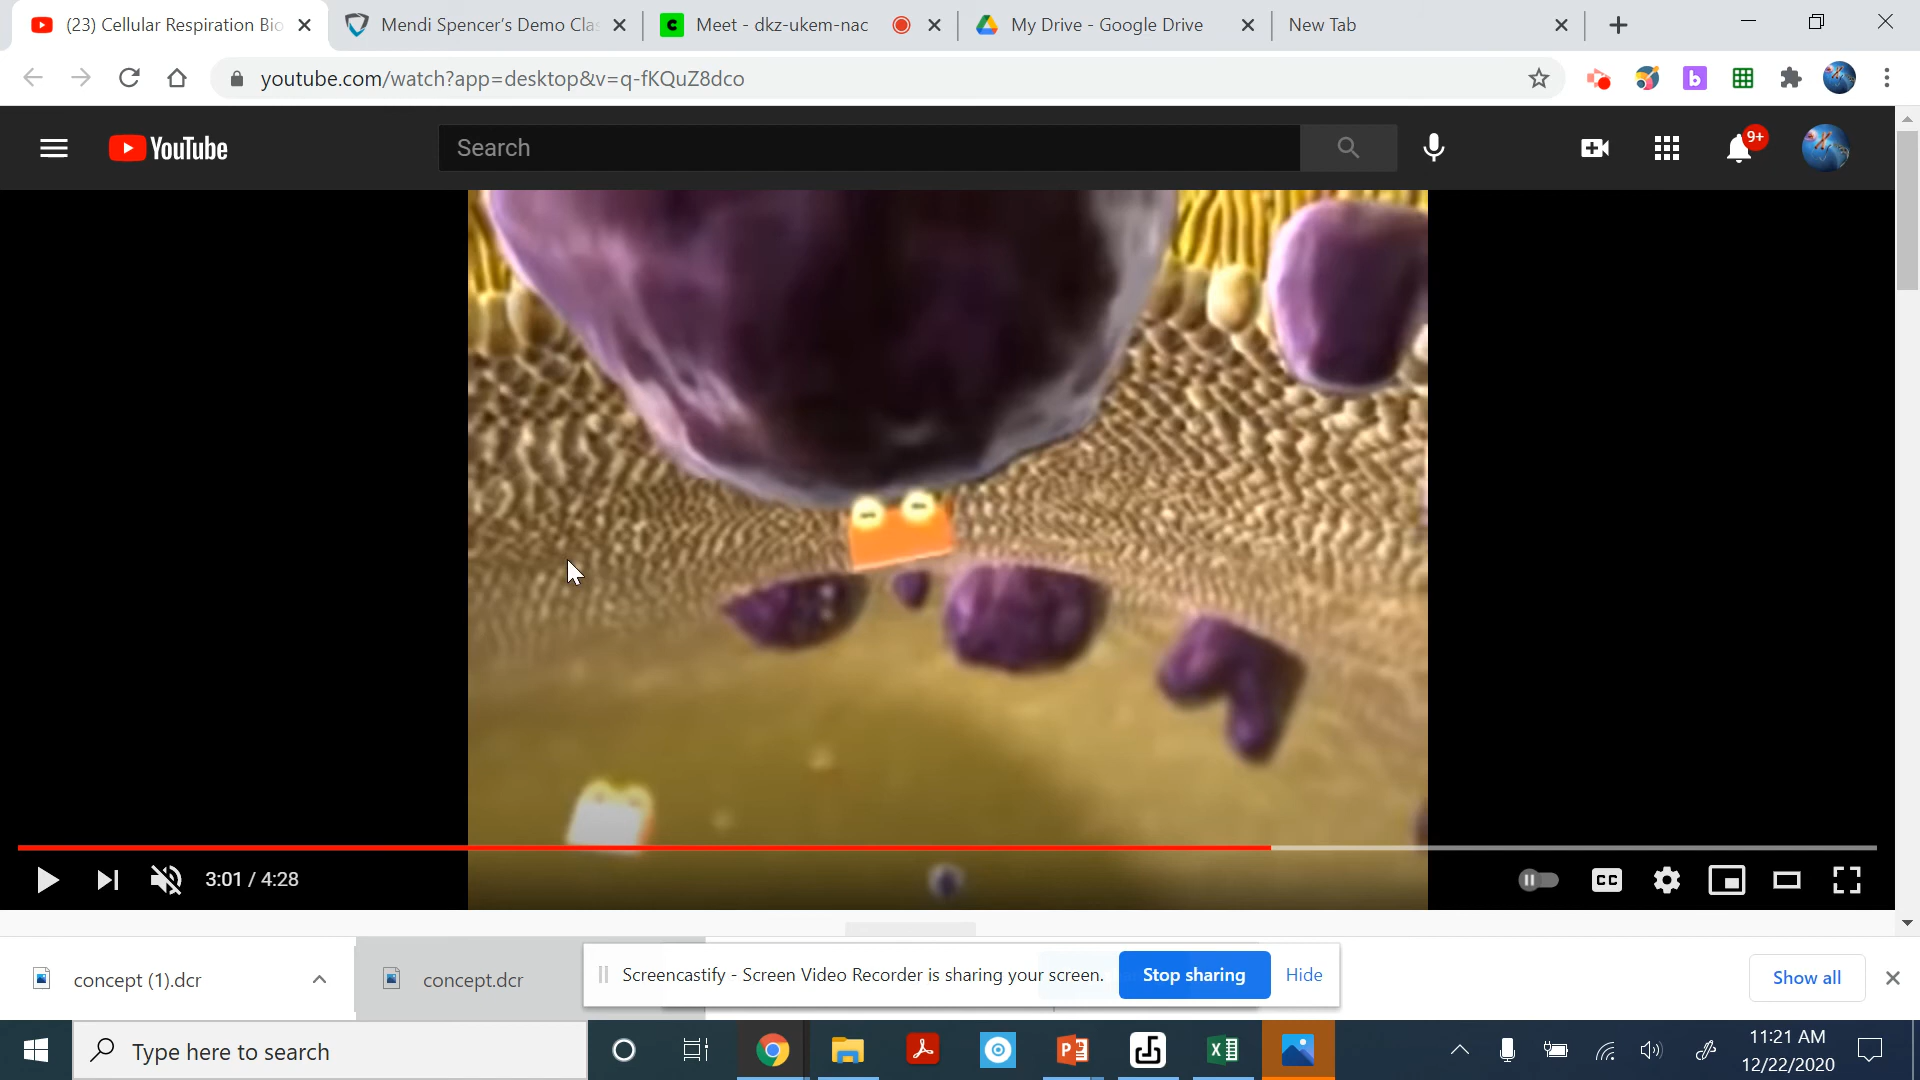 (23) Cellular Respiration Bio
Mendi Spencer's Demo Clas
Meet - dkz-ukem-nac
My Drive - Google Drive
New Tab
youtube.com/watch?app=desktop&v=q-fKQuZ8dco
YouTube
Search
9+
3:01 / 4:28
CC
concept (1).dcr
concept.dcr
Screencastify - Screen Video Recorder is sharing your screen.
Stop sharing
Hide
Show all
Type here to search
11:21 AM
12/22/2020